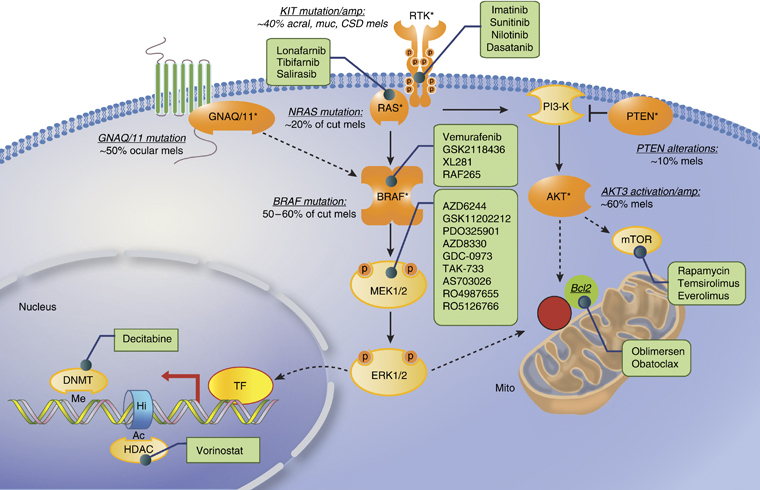 KIT mutation/amp:
~40% acral, muc, CSD mels
RTK*
Imatinib
Sunitinib
Nilotinib
Dasatanib
Lonafarnib
Tibifarnib
Salirasib
p p
p p
p p
GNAQ/11*
NRAS mutation:
~20% of cut mels
RAS*
PI3-K
PTEN*
GNAQ/11 mutation
~50% ocular mels
PTEN alterations:
~10% mels
Vemurafenib
GSK2118436
XL281
RAF265
BRAF*
BRAF mutation:
50–60% of cut mels
AKT*
AKT3 activation/amp:
~60% mels
AZD6244
GSK11202212
PDO325901
AZD8330
GDC-0973
TAK-733
AS703026
RO4987655
RO5126766
mTOR
Rapamycin
Temsirolimus
Everolimus
p p
MEK1/2
Bcl2
Oblimersen
Obatoclax
Mito
p p
ERK1/2
Nucleus
Decitabine
DNMT
Me
TF
Hi
Ac
HDAC
Vorinostat